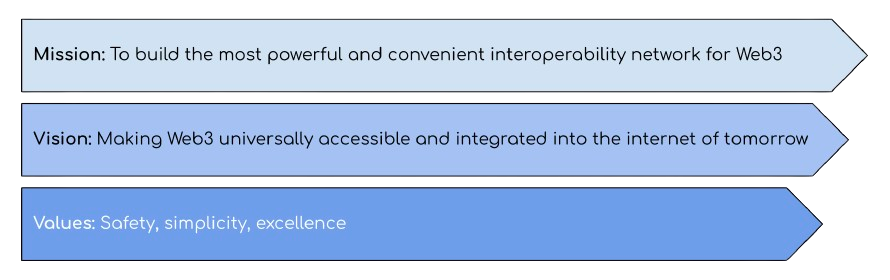 Mission: To build the most powerful and convenient interoperability network for Web3
Vision: Making Web3 universally accessible and integrated into the internet of tomorrow
Values: Safety, simplicity, excellence